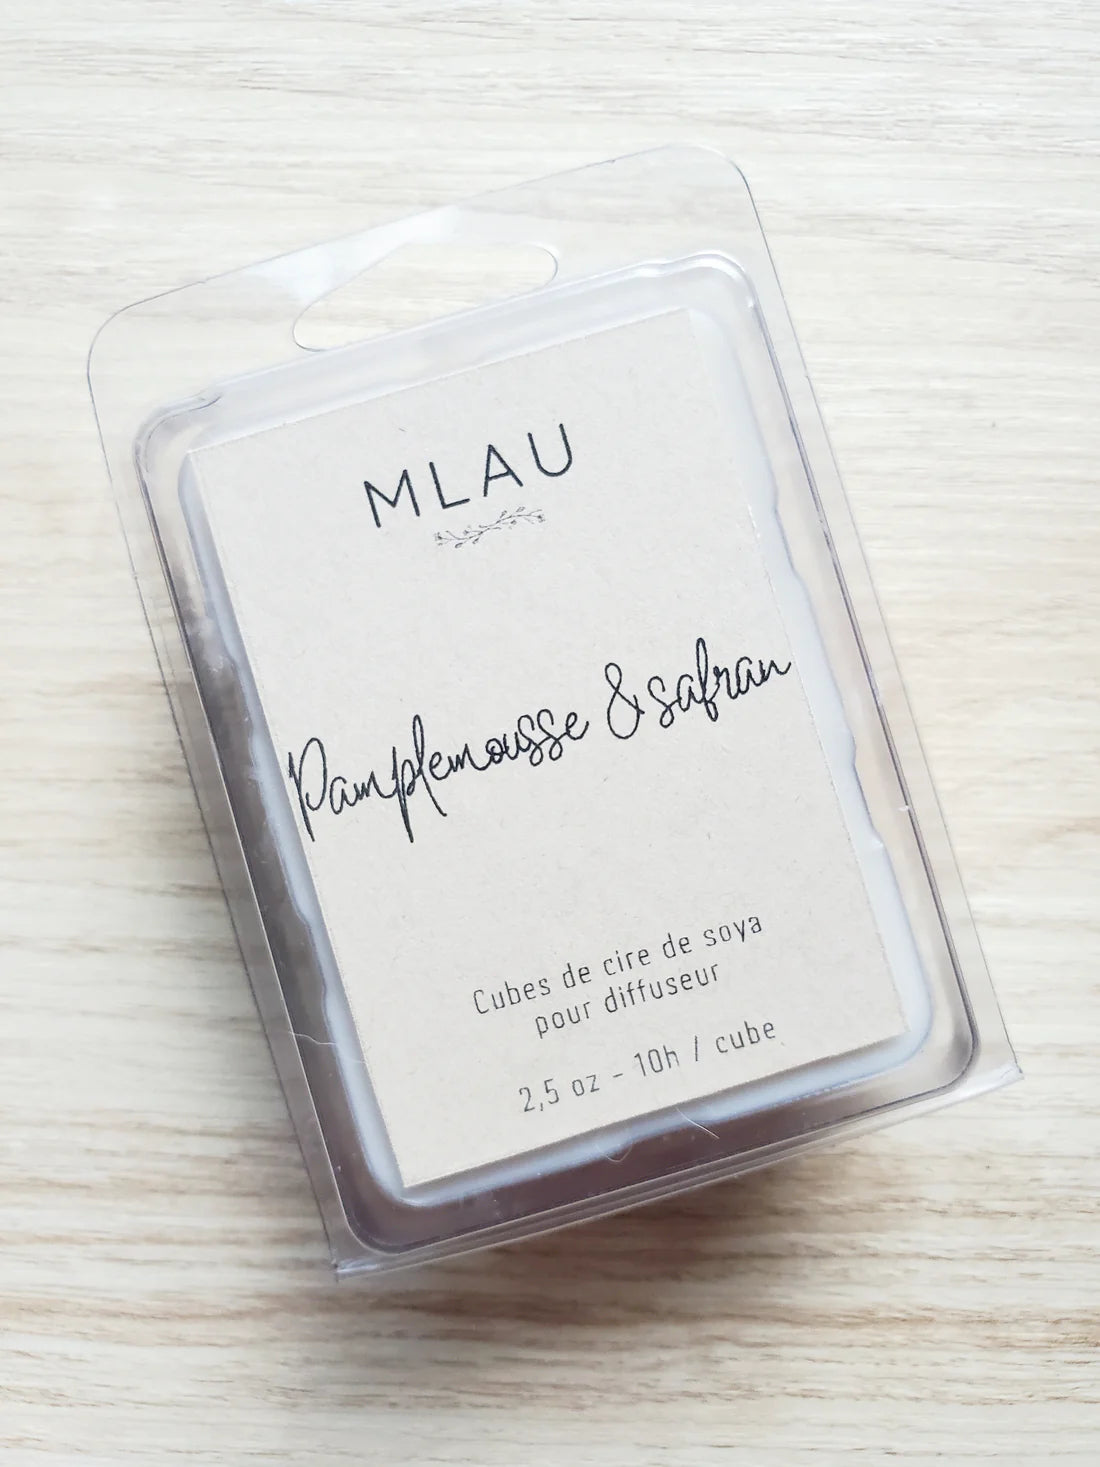 MLAU
Pamplemousse & safran
Cubes de cire de soya
pour diffuseur
2,5 oz - 10h / cube